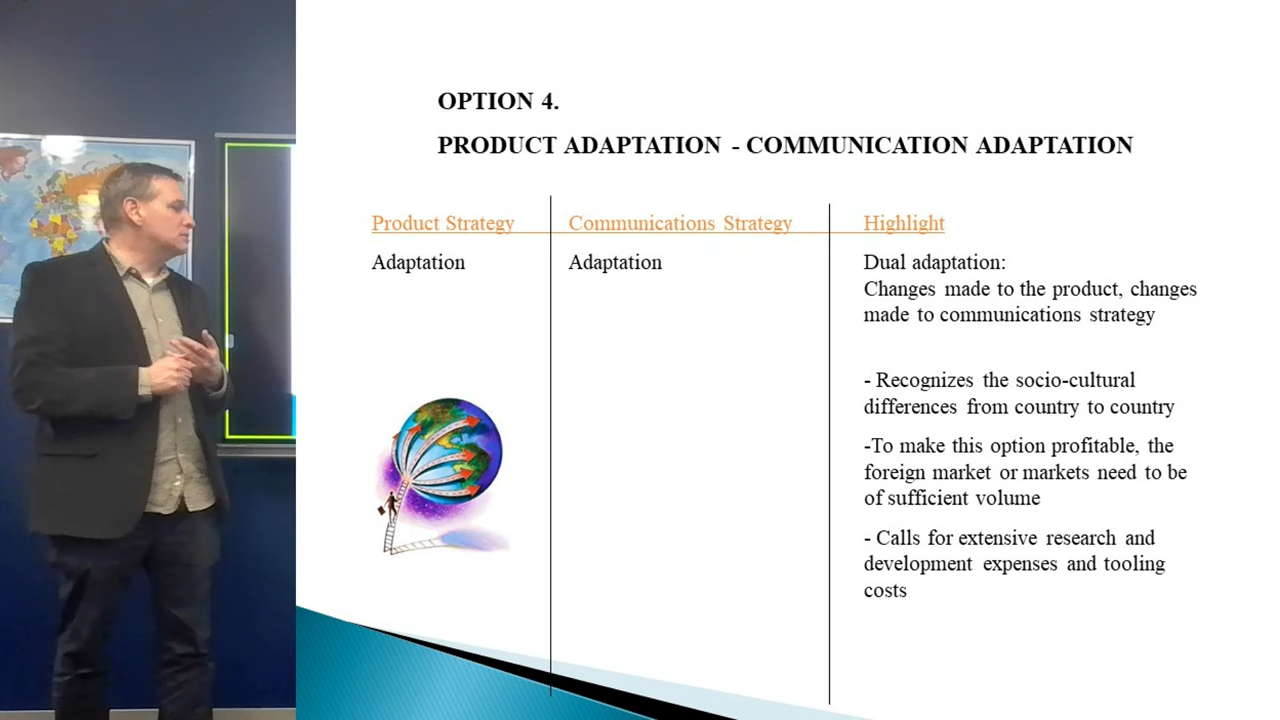 OPTION 4.
PRODUCT ADAPTATION - COMMUNICATION ADAPTATION
Product Strategy
Communications Strategy
Highlight
Adaptation
Adaptation
Dual adaptation:
Changes made to the product, changes
made to communications strategy
- Recognizes the socio-cultural
differences from country to country
-To make this option profitable, the
foreign market or markets need to be
of sufficient volume
- Calls for extensive research and
development expenses and tooling
costs